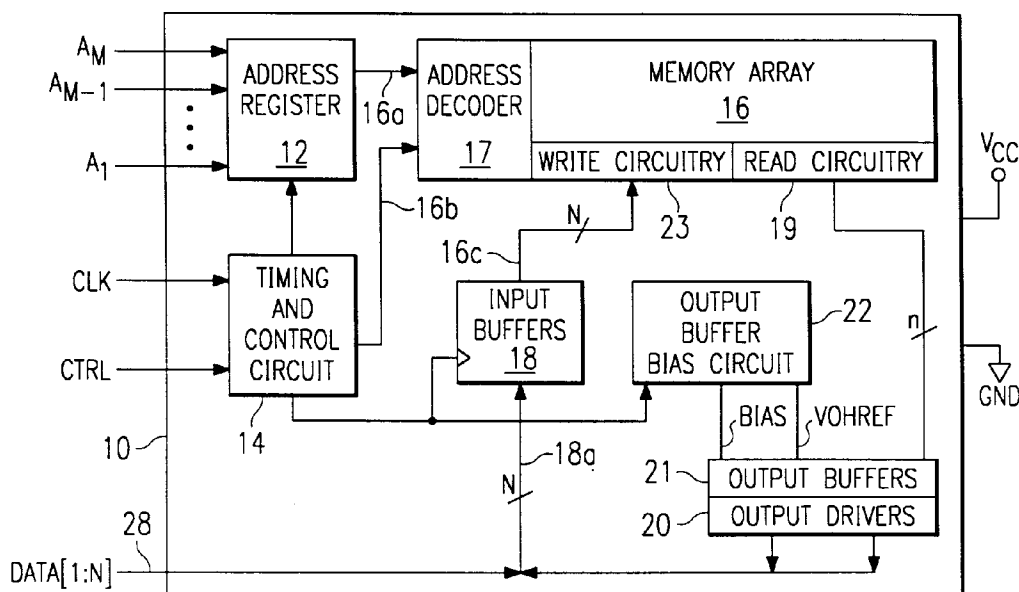 A_M
A_{M-1}
A_1
ADDRESS
REGISTER
12
16a
ADDRESS
DECODER
17
MEMORY ARRAY
16
WRITE CIRCUITRY
READ CIRCUITRY
V_CC
16b
N
23
19
16c
CLK
CTRL
TIMING
AND
CONTROL
CIRCUIT
INPUT
BUFFERS
18
OUTPUT
BUFFER
BIAS CIRCUIT
22
n
GND
14
10
BIAS
VOHREF
18a
N
21
OUTPUT BUFFERS
20
OUTPUT DRIVERS
28
DATA[1:N]